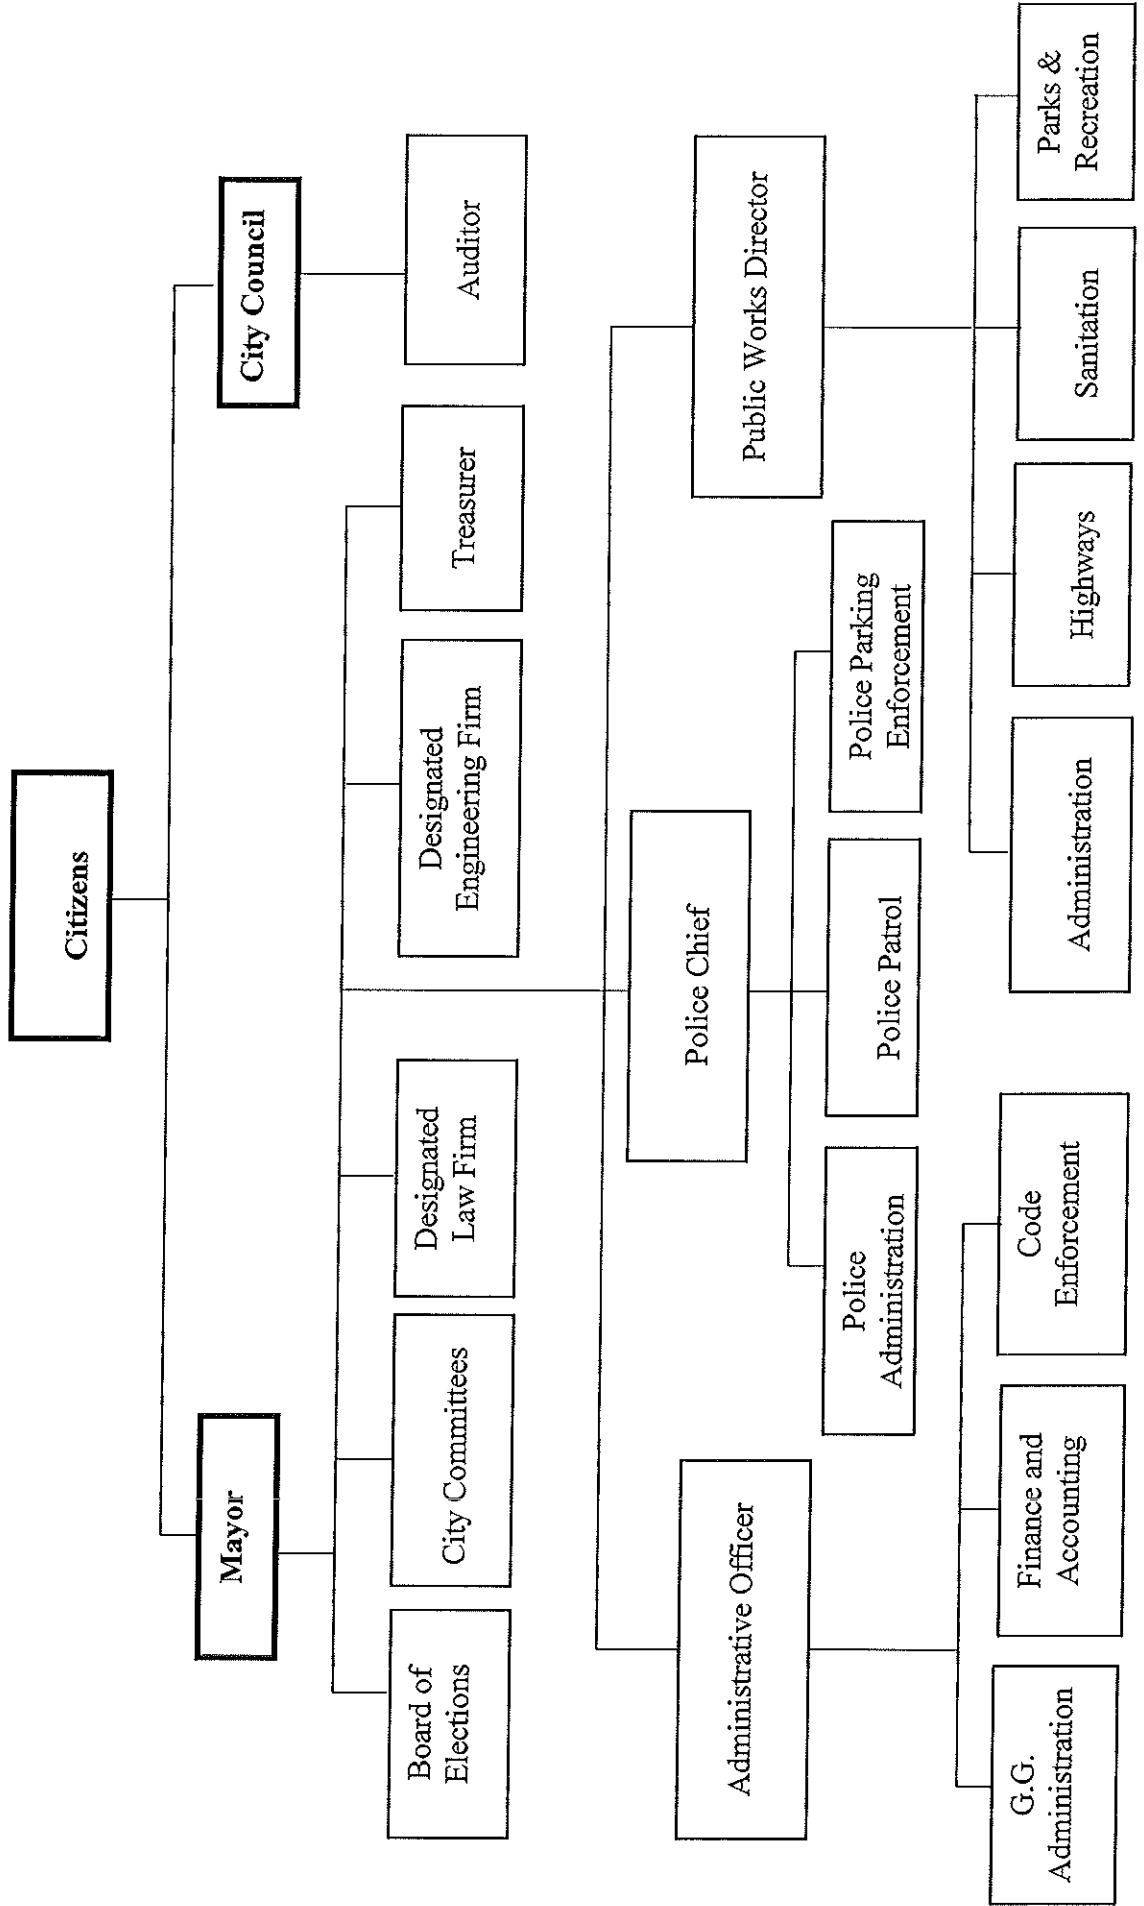 Citizens
Mayor
City Council
Board of
Elections
City Committees
Designated
Law Firm
Designated
Engineering Firm
Treasurer
Auditor
Administrative Officer
Police Chief
Public Works Director
Police
Administration
Police Patrol
Police Parking
Enforcement
G.G.
Administration
Finance and
Accounting
Code
Enforcement
Administration
Highways
Sanitation
Parks &
Recreation